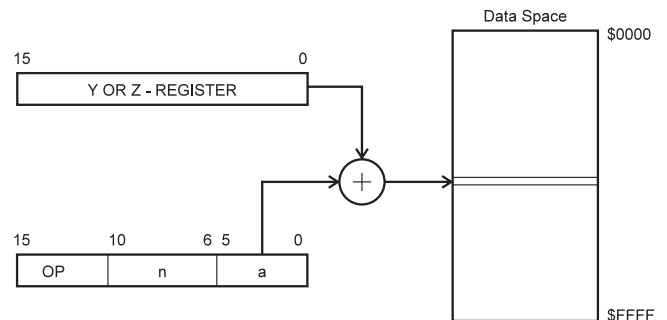 Data Space
$0000
15 0
Y OR Z - REGISTER
+
15 10 6 5 0
OP n a
$FFFF